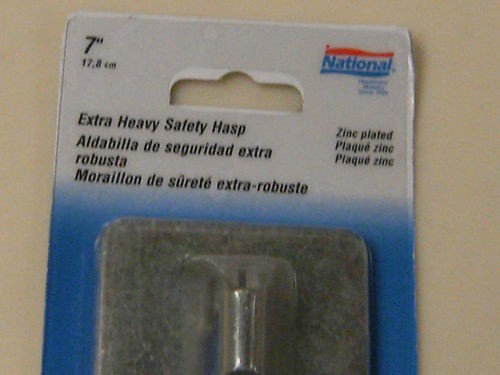 7"
17,8 cm
National
Extra Heavy Safety Hasp
Aldabilla de seguridad extra
robusta
Moraillon de sûreté extra-robuste
Zinc plated
Plaqué zinc
Plaqué zinc